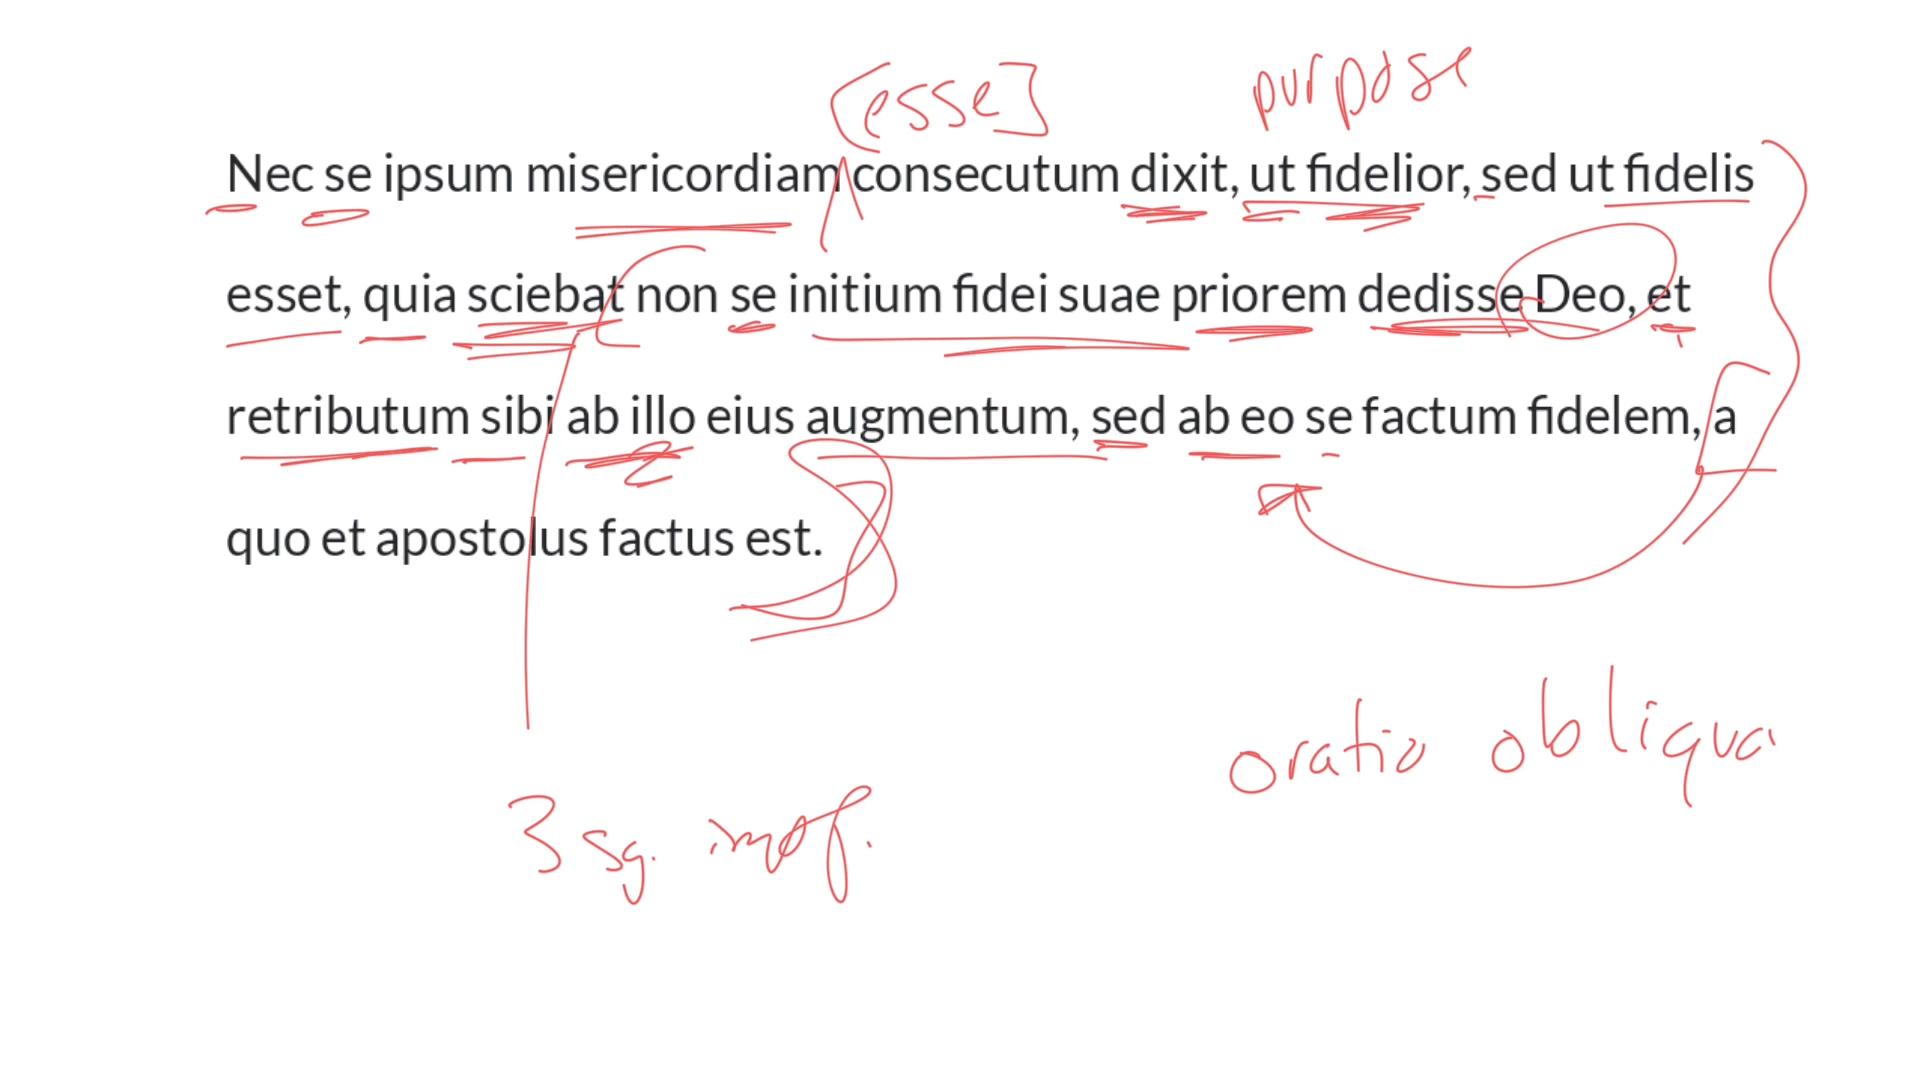 [esse] purpose
Nec se ipsum misericordiam consecutum dixit, ut fidelior, sed ut fidelis
esset, quia sciebat non se initium fidei suae priorem dedisse Deo, et
retributum sibi ab illo eius augmentum, sed ab eo se factum fidelem, a
quo et apostolus factus est.
oratio obliqua
3 sg. impf.